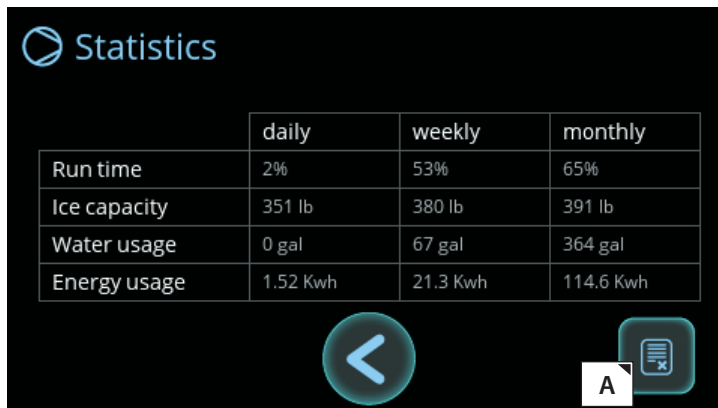 Statistics
daily weekly monthly
Run time 2% 53% 65%
Ice capacity 351 lb 380 lb 391 lb
Water usage 0 gal 67 gal 364 gal
Energy usage 1.52 Kwh 21.3 Kwh 114.6 Kwh
A